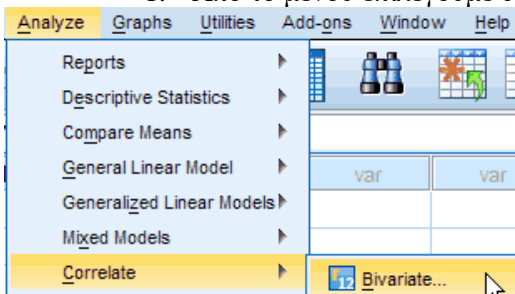 Analyze Graphs Utilities Add-ons Window Help
Reports
Descriptive Statistics
Compare Means
General Linear Model
var var
Generalized Linear Models
Mixed Models
Correlate
Bivariate...